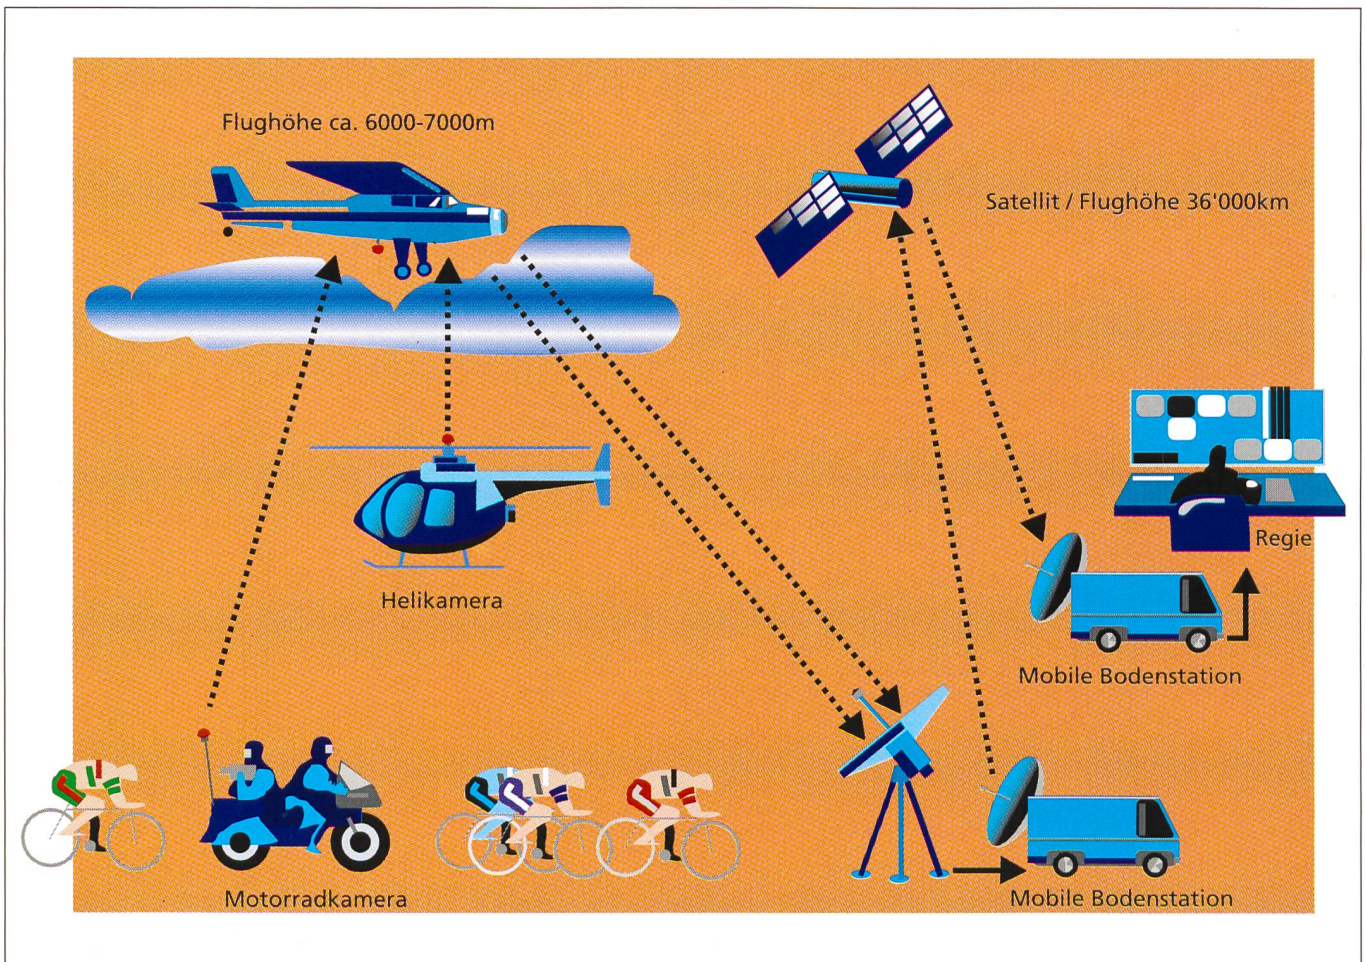 Flughöhe ca. 6000-7000m
Satellit / Flughöhe 36'000km
Regie
Helikamera
Mobile Bodenstation
Motorradkamera
Mobile Bodenstation